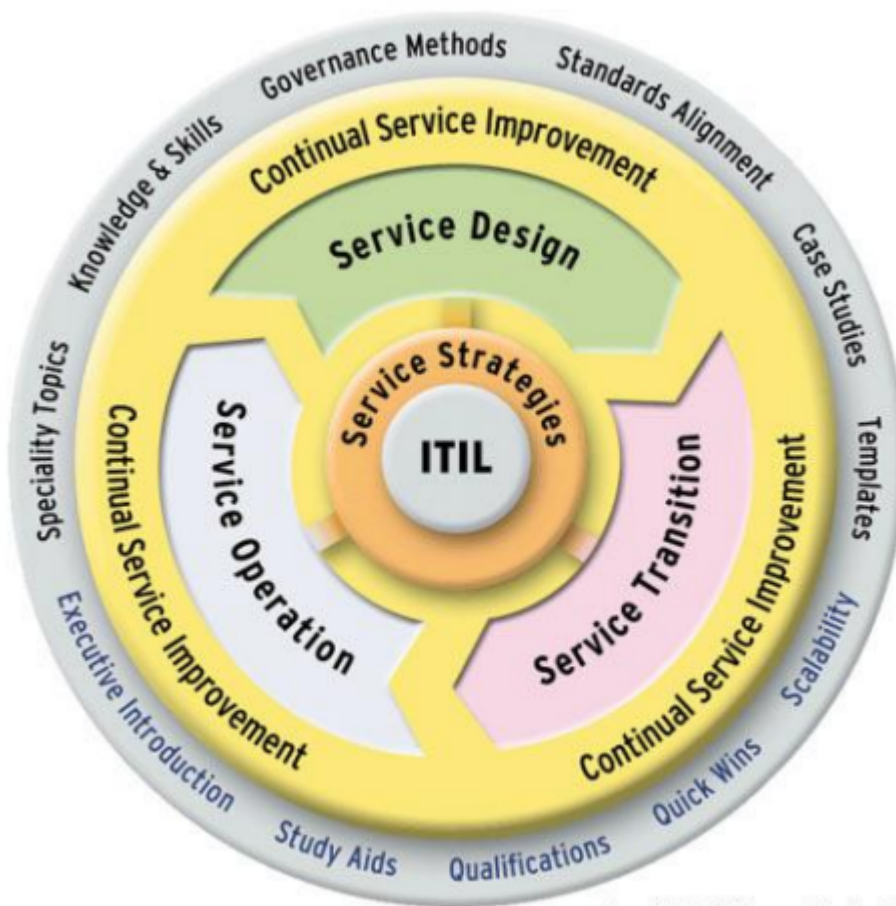 Governance Methods
Standards Alignment
Knowledge & Skills
Case Studies
Speciality Topics
Templates
Executive Introduction
Scalability
Study Aids
Qualifications
Quick Wins
Continual Service Improvement
Continual Service Improvement
Continual Service Improvement
Service Design
Service Transition
Service Operation
Service Strategies
ITIL